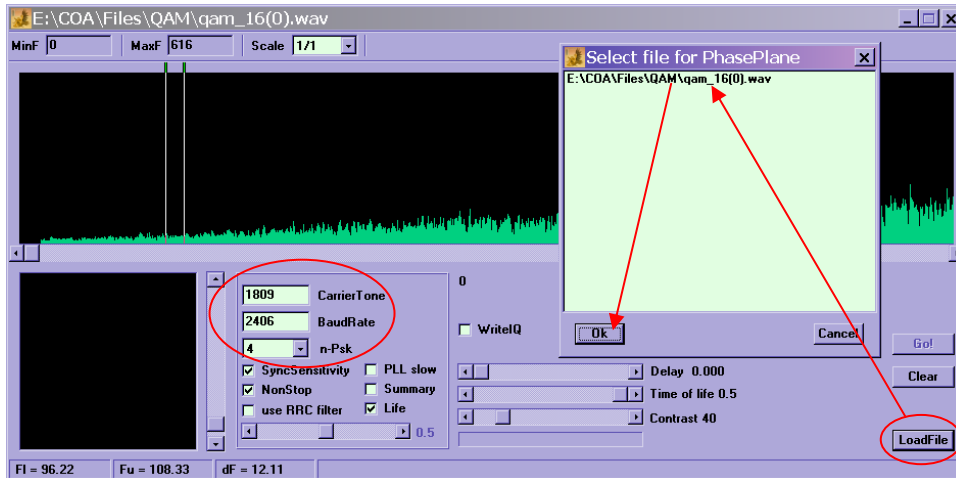 E:\COA\Files\QAM\qam_16(0).wav
MinF 0 MaxF 616 Scale 1/1
Select file for PhasePlane
E:\COA\Files\QAM\qam_16(0).wav
Ok Cancel
1809 CarrierTone
2406 BaudRate
4 n-Psk
SyncSensitivity PLL slow
NonStop Summary
use RRC filter Life
0.5
0
WriteIQ
Delay 0.000
Time of life 0.5
Contrast 40
Go!
Clear
LoadFile
Fl = 96.22 Fu = 108.33 dF = 12.11